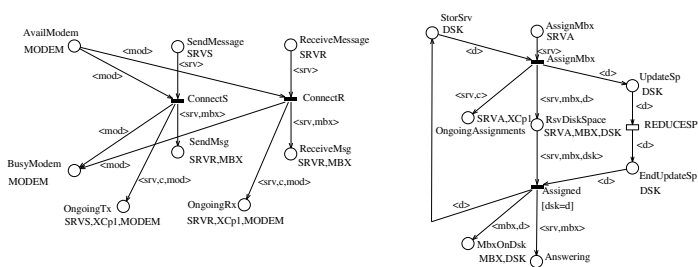 AvailModem
MODEM
<mod>
<mod>
SendMessage
SRVS
<srv>
ReceiveMessage
SRVR
<srv>
ConnectS
ConnectR
<mod>
<srv,mbx>
<srv,mbx>
<mod>
BusyModem
MODEM
SendMsg
SRVR,MBX
ReceiveMsg
SRVR,MBX
<srv,c,mod>
<srv,c,mod>
OngoingTx
SRVS,XCp1,MODEM
OngoingRx
SRVR,XCp1,MODEM
StorSrv
DSK
<d>
AssignMbx
SRVA
<srv>
AssignMbx
<d>
UpdateSp
DSK
<srv,c>
<srv,mbx,d>
<d>
SRVA,XCp1
OngoingAssignments
RsvDiskSpace
SRVA,MBX,DSK
REDUCESP
<d>
<srv,mbx,dsk>
EndUpdateSp
DSK
<d>
Assigned
[dsk=d]
<d>
<mbx,d>
<srv,mbx>
MbxOnDsk
MBX,DSK
Answering